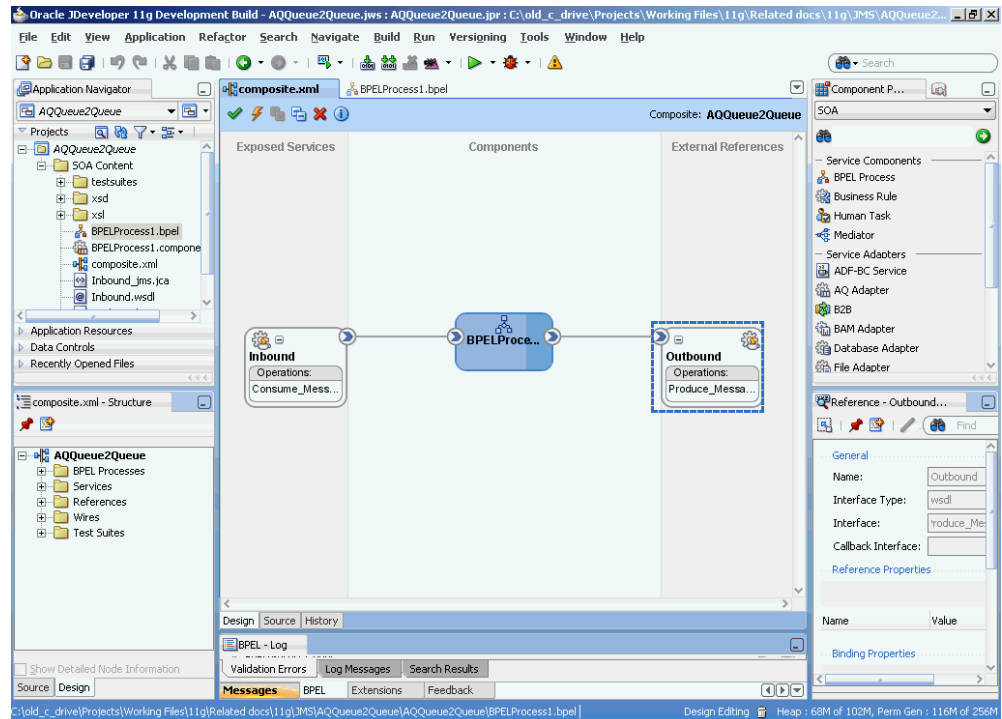 Oracle JDeveloper 11g Development Build - AQQueue2Queue.jws : AQQueue2Queue.jpr : C:\old_c_drive\Projects\Working Files\11g\Related docs\11g\JMS\AQQueue2...
File Edit View Application Refactor Search Navigate Build Run Versioning Tools Window Help
Search
Application Navigator
composite.xml
BPELProcess1.bpel
Component P...
AQQueue2Queue
Composite: AQQueue2Queue
SOA
Projects
AQQueue2Queue
SOA Content
testsuites
xsd
xsl
BPELProcess1.bpel
BPELProcess1.compone
composite.xml
Inbound_jms.jca
Inbound.wsdl
Application Resources
Data Controls
Recently Opened Files
Exposed Services
Components
External References
Inbound
Operations:
Consume_Mess...
BPELProce...
Outbound
Operations:
Produce_Messa...
Service Components
BPEL Process
Business Rule
Human Task
Mediator
Service Adapters
ADF-BC Service
AQ Adapter
B2B
BAM Adapter
Database Adapter
File Adapter
composite.xml - Structure
AQQueue2Queue
BPEL Processes
Services
References
Wires
Test Suites
Show Detailed Node Information
Source Design
Design Source History
BPEL - Log
Validation Errors Log Messages Search Results
Messages BPEL Extensions Feedback
Reference - Outboun...
Find
General
Name: Outbound
Interface Type: wsdl
Interface: roduce_Me
Callback Interface:
Reference Properties
Name Value
Binding Properties
C:\old_c_drive\Projects\Working Files\11g\Related docs\11g\JMS\AQQueue2Queue\AQQueue2Queue\BPELProcess1.bpel
Design Editing
Heap : 68M of 102M, Perm Gen : 116M of 256M